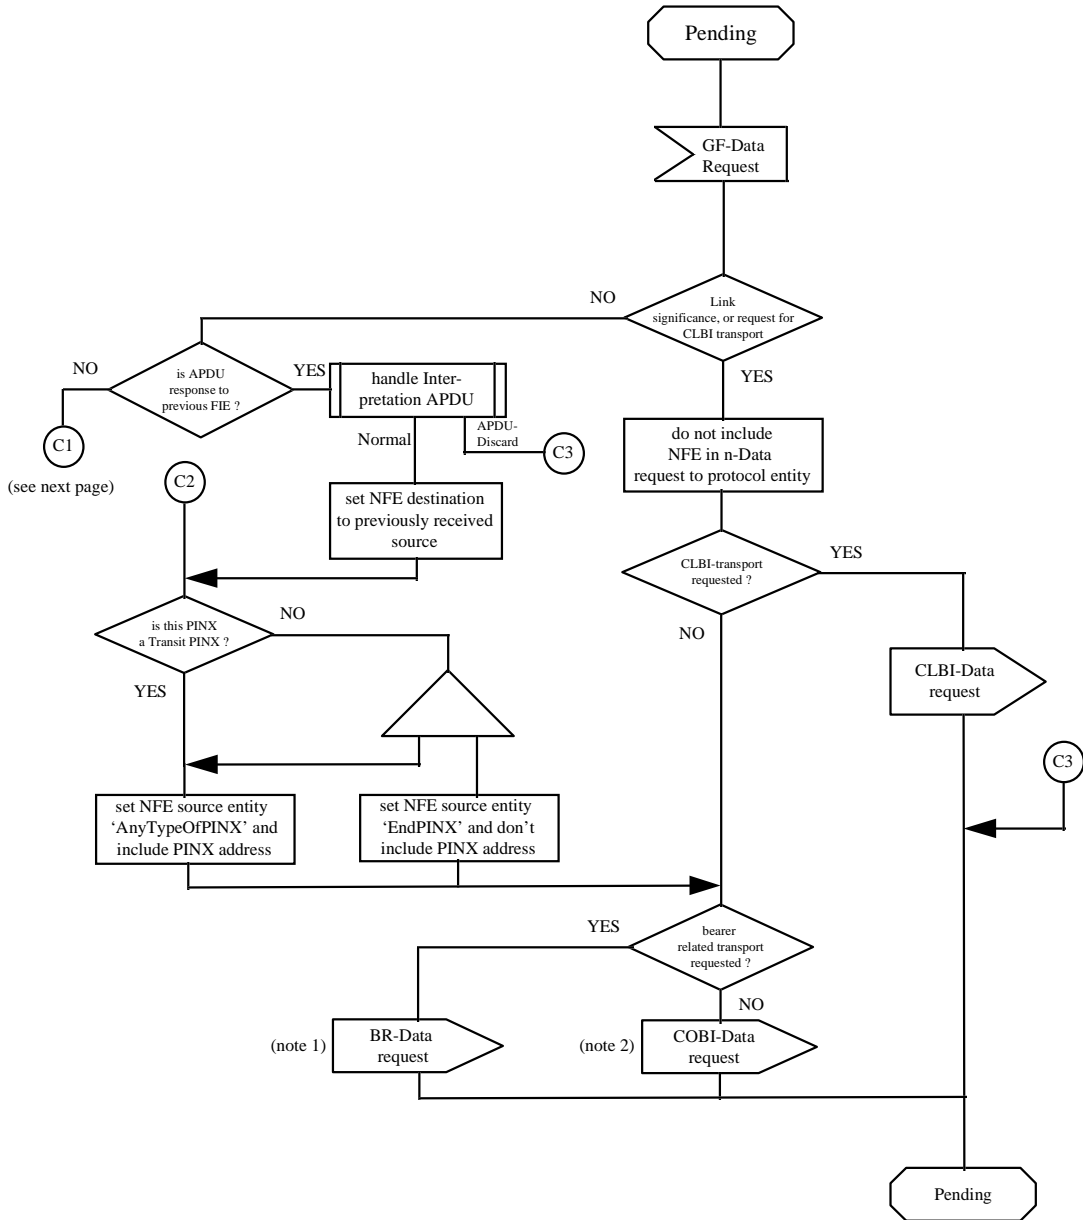 Pending
GF-Data
Request
Link
significance, or request for
CLBI transport
NO
YES
is APDU
response to
previous FIE ?
NO
YES
handle Inter-
pretation APDU
Normal
APDU-
Discard
C3
C1
(see next page)
C2
do not include
NFE in n-Data
request to protocol entity
set NFE destination
to previously received
source
CLBI-transport
requested ?
YES
NO
is this PINX
a Transit PINX ?
NO
YES
CLBI-Data
request
C3
set NFE source entity
‘AnyTypeOfPINX’ and
include PINX address
set NFE source entity
‘EndPINX’ and don’t
include PINX address
bearer
related transport
requested ?
YES
NO
(note 1)
BR-Data
request
(note 2)
COBI-Data
request
Pending